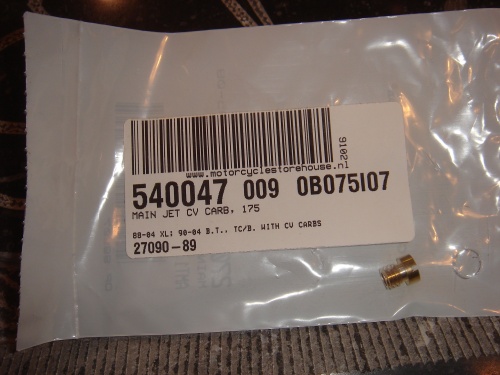 9102
www.motorcyclestorehouse.nl
540047 009 0B075I07
MAIN JET CV CARB, 175
88-04 XL; 90-04 B.T., TC/B. WITH CV CARBS
27090-89